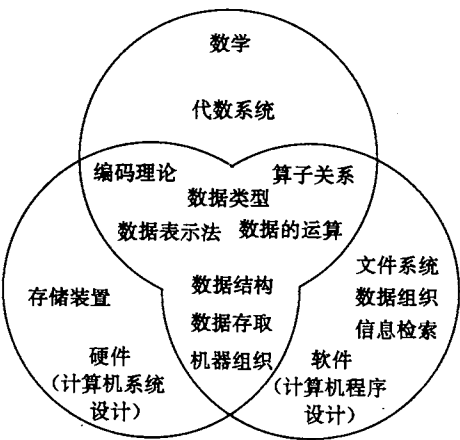 数学
代数系统
编码理论
算子关系
数据类型
数据表示法
数据的运算
存储装置
数据结构
数据存取
机器组织
文件系统
数据组织
信息检索
硬件
（计算机系统
设计）
软件
（计算机程序
设计）